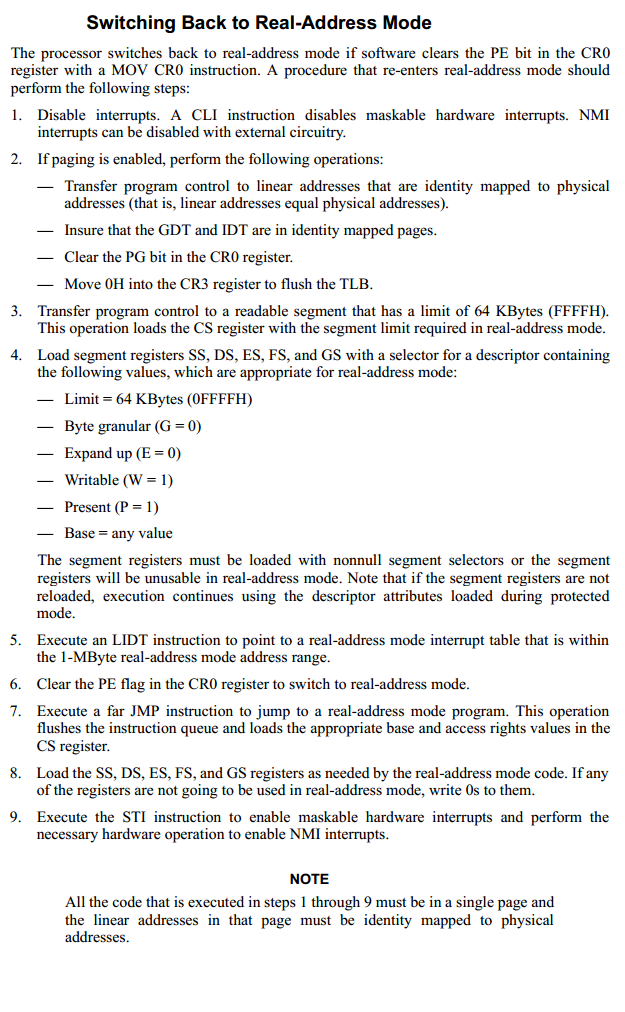 Switching Back to Real-Address Mode
The processor switches back to real-address mode if software clears the PE bit in the CR0
register with a MOV CR0 instruction. A procedure that re-enters real-address mode should
perform the following steps:
1. Disable interrupts. A CLI instruction disables maskable hardware interrupts. NMI
interrupts can be disabled with external circuitry.
2. If paging is enabled, perform the following operations:
— Transfer program control to linear addresses that are identity mapped to physical
addresses (that is, linear addresses equal physical addresses).
— Insure that the GDT and IDT are in identity mapped pages.
— Clear the PG bit in the CR0 register.
— Move 0H into the CR3 register to flush the TLB.
3. Transfer program control to a readable segment that has a limit of 64 KBytes (FFFFH).
This operation loads the CS register with the segment limit required in real-address mode.
4. Load segment registers SS, DS, ES, FS, and GS with a selector for a descriptor containing
the following values, which are appropriate for real-address mode:
— Limit = 64 KBytes (0FFFFH)
— Byte granular (G = 0)
— Expand up (E = 0)
— Writable (W = 1)
— Present (P = 1)
— Base = any value
The segment registers must be loaded with nonnull segment selectors or the segment
registers will be unusable in real-address mode. Note that if the segment registers are not
reloaded, execution continues using the descriptor attributes loaded during protected
mode.
5. Execute an LIDT instruction to point to a real-address mode interrupt table that is within
the 1-MByte real-address mode address range.
6. Clear the PE flag in the CR0 register to switch to real-address mode.
7. Execute a far JMP instruction to jump to a real-address mode program. This operation
flushes the instruction queue and loads the appropriate base and access rights values in the
CS register.
8. Load the SS, DS, ES, FS, and GS registers as needed by the real-address mode code. If any
of the registers are not going to be used in real-address mode, write 0s to them.
9. Execute the STI instruction to enable maskable hardware interrupts and perform the
necessary hardware operation to enable NMI interrupts.
NOTE
All the code that is executed in steps 1 through 9 must be in a single page and
the linear addresses in that page must be identity mapped to physical
addresses.